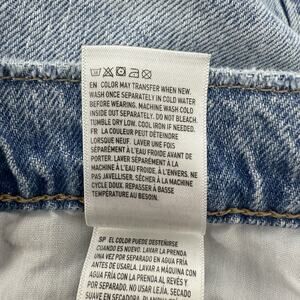 EN COLOR MAY TRANSFER WHEN NEW.
WASH ONCE SEPARATELY IN COLD WATER
BEFORE WEARING. MACHINE WASH COLD
INSIDE OUT SEPARATELY. DO NOT BLEACH.
TUMBLE DRY LOW. COOL IRON IF NEEDED.
FR LA COULEUR PEUT DÉTEINDRE
LORSQUE NEUF. LAVER UNE FOIS
SÉPARÉMENT À L'EAU FROIDE AVANT DE
PORTER. LAVER SÉPARÉMENT À LA
MACHINE À L'EAU FROIDE, À L'ENVERS.
PAS JAVELLISER. SÉCHER À LA MACHINE. NE
CYCLE DOUX. REPASSER À BASSE
TEMPÉRATURE AU BESOIN.
SP EL COLOR PUEDE DESTEÑIRSE
CUANDO ES NUEVO. LAVAR UNA VEZ
POR SEPARADO EN AGUA FRÍA
ANTES DE USARLA. LAVAR A MÁQUINA CON
AGUA FRÍA CON LA PRENDA AL REVÉS Y
POR SEPARADO. NO USAR LEJÍA. SECADO
SUAVE EN SECADORA.